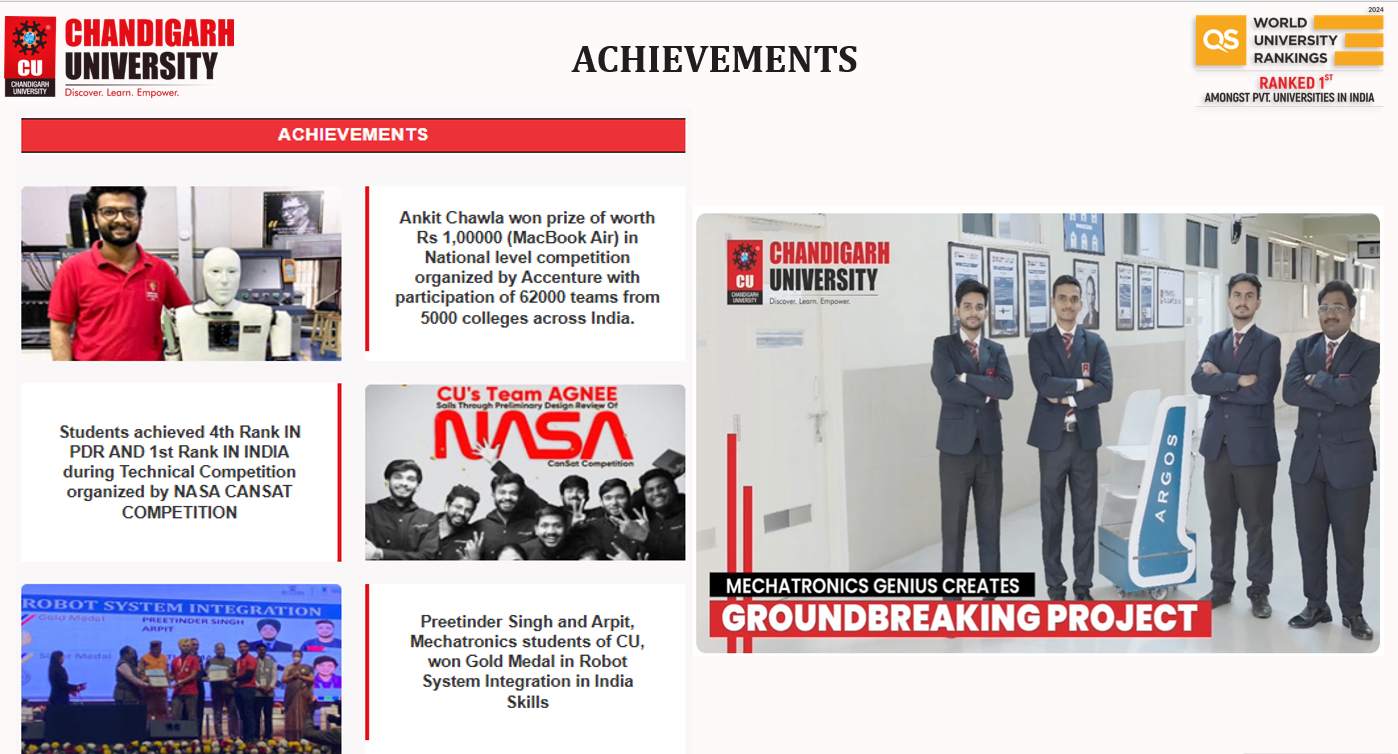 CHANDIGARH
UNIVERSITY
Discover. Learn. Empower.
CU
CHANDIGARH
UNIVERSITY
ACHIEVEMENTS
2024
QS
WORLD
UNIVERSITY
RANKINGS
RANKED 1ST
AMONGST PVT. UNIVERSITIES IN INDIA
ACHIEVEMENTS
Ankit Chawla won prize of worth
Rs 1,00000 (MacBook Air) in
National level competition
organized by Accenture with
participation of 62000 teams from
5000 colleges across India.
Students achieved 4th Rank IN
PDR AND 1st Rank IN INDIA
during Technical Competition
organized by NASA CANSAT
COMPETITION
CU's Team AGNEE
Sails Through Preliminary Design Review Of
NASA
CanSat Competition
ROBOT SYSTEM INTEGRATION
Gold Medal
PREETINDER SINGH
ARPIT
Medal
Preetinder Singh and Arpit,
Mechatronics students of CU,
won Gold Medal in Robot
System Integration in India
Skills
CHANDIGARH
UNIVERSITY
Discover. Learn. Empower.
CU
CHANDIGARH
UNIVERSITY
ARGOS
MECHATRONICS GENIUS CREATES
GROUNDBREAKING PROJECT